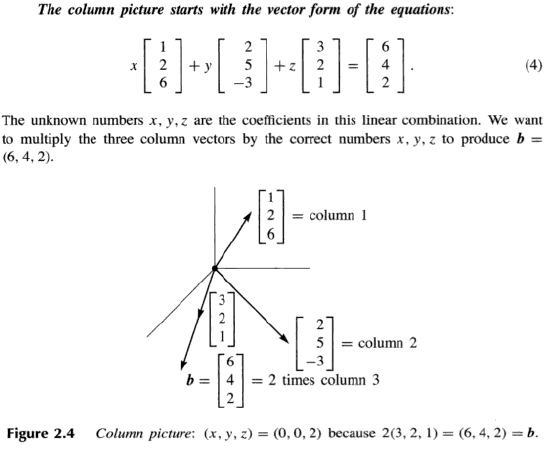 The column picture starts with the vector form of the equations:
x [1 2 6] + y [2 5 −3] + z [3 2 1] = [6 4 2]. (4)
The unknown numbers x, y, z are the coefficients in this linear combination. We want
to multiply the three column vectors by the correct numbers x, y, z to produce b =
(6, 4, 2).
[1 2 6] = column 1
[3 2 1]
[2 5 −3] = column 2
b = [6 4 2] = 2 times column 3
Figure 2.4 Column picture: (x, y, z) = (0, 0, 2) because 2(3, 2, 1) = (6, 4, 2) = b.